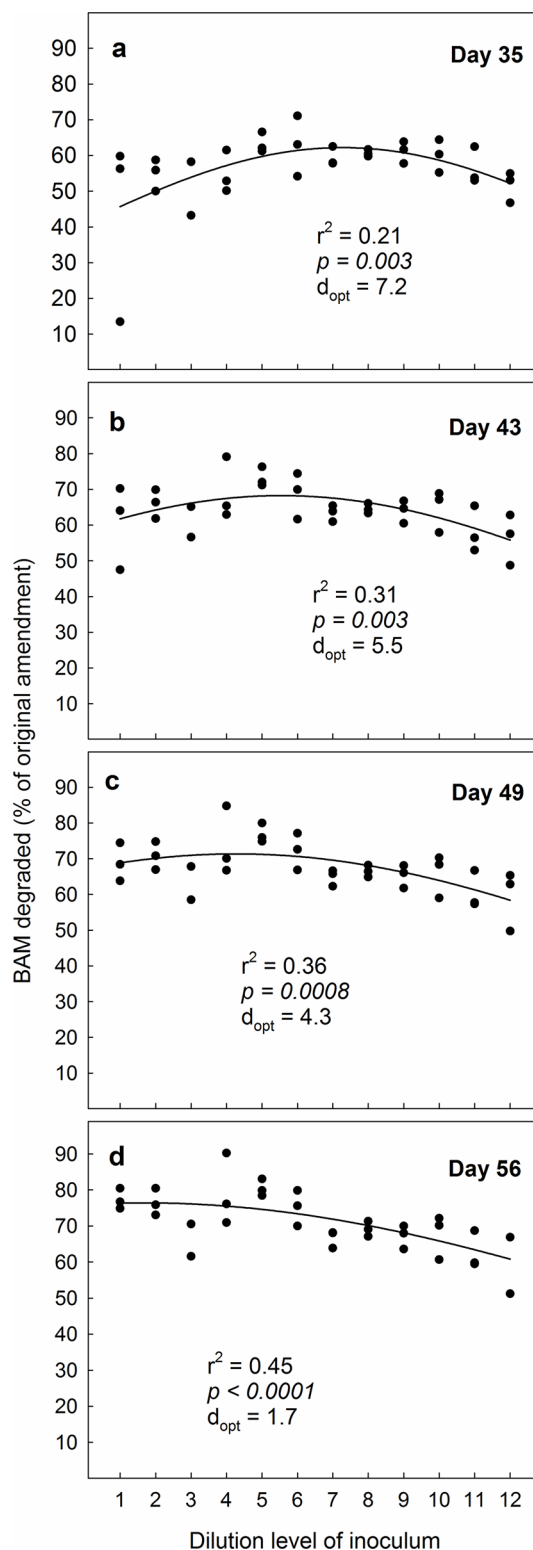 BAM degraded (% of original amendment)
a
Day 35
90
80
70
60
50
40
30
20
10
r² = 0.21
p = 0.003
dopt = 7.2
b
Day 43
90
80
70
60
50
40
30
20
10
r² = 0.31
p = 0.003
dopt = 5.5
c
Day 49
90
80
70
60
50
40
30
20
10
r² = 0.36
p = 0.0008
dopt = 4.3
d
Day 56
90
80
70
60
50
40
30
20
10
r² = 0.45
p < 0.0001
dopt = 1.7
1 2 3 4 5 6 7 8 9 10 11 12
Dilution level of inoculum